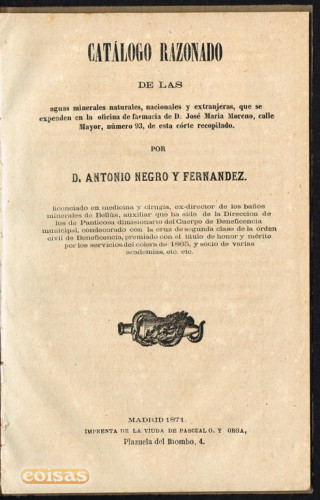 CATÁLOGO RAZONADO
DE LAS
aguas minerales naturales, nacionales y extranjeras, que se
expenden en la oficina de farmacia de D. José Maria Moreno, calle
Mayor, número 93, de esta córte recopilado.
POR
D. ANTONIO NEGRO Y FERNANDEZ.
licenciado en medicina y cirugia, ex-director de los baños
minerales de Bellús, auxiliar que ha sido de la Direccion de
los de Panticosa dimisionario del Cuerpo de Beneficencia
municipal, condecorado con la cruz de segunda clase de la orden
civil de Beneficencia, premiado con el titulo de honor y mérito
por los servicios del colera de 1865, y socio de varias
academias, etc. etc.
MADRID 1871.
IMPRENTA DE LA VIUDA DE PASCUAL O. Y ORGA,
Plazuela del Biombo, 4.
coisas